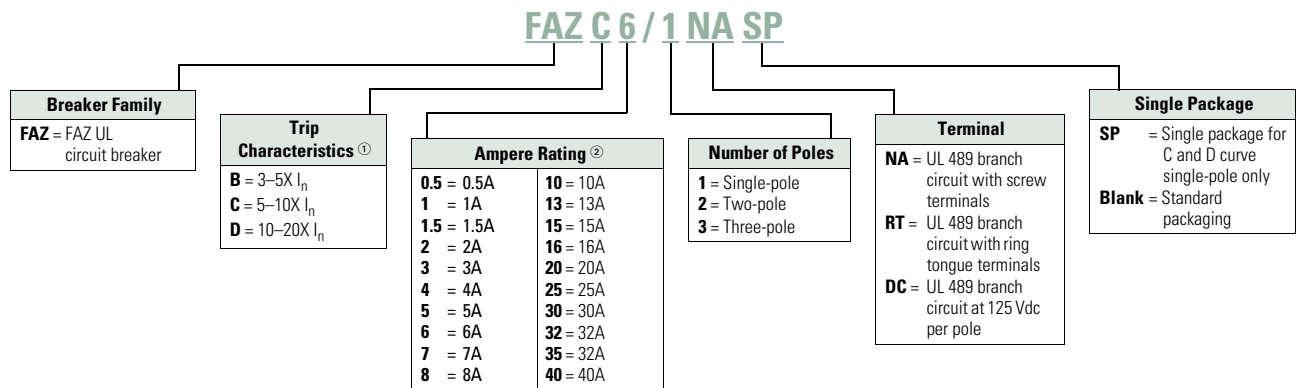 FAZ C 6 / 1 NA SP
Breaker Family
FAZ = FAZ UL
circuit breaker
Trip
Characteristics ①
B = 3–5X In
C = 5–10X In
D = 10–20X In
Ampere Rating ②
0.5 = 0.5A
1 = 1A
1.5 = 1.5A
2 = 2A
3 = 3A
4 = 4A
5 = 5A
6 = 6A
7 = 7A
8 = 8A
10 = 10A
13 = 13A
15 = 15A
16 = 16A
20 = 20A
25 = 25A
30 = 30A
32 = 32A
35 = 32A
40 = 40A
Number of Poles
1 = Single-pole
2 = Two-pole
3 = Three-pole
Terminal
NA = UL 489 branch
circuit with screw
terminals
RT = UL 489 branch
circuit with ring
tongue terminals
DC = UL 489 branch
circuit at 125 Vdc
per pole
Single Package
SP = Single package for
C and D curve
single-pole only
Blank = Standard
packaging